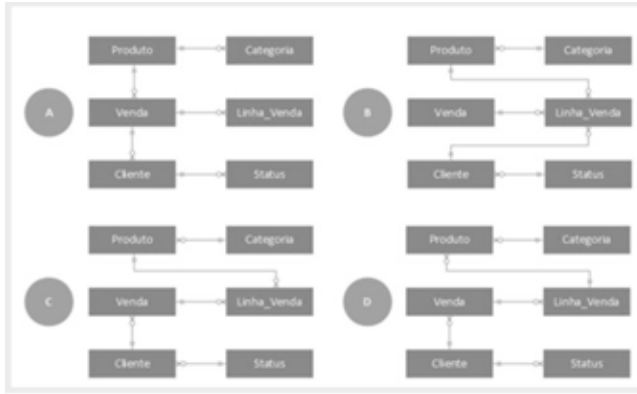 Produto Categoria
A Venda Linha_Venda
Cliente Status
Produto Categoria
B Venda Linha_Venda
Cliente Status
Produto Categoria
C Venda Linha_Venda
Cliente Status
Produto Categoria
D Venda Linha_Venda
Cliente Status